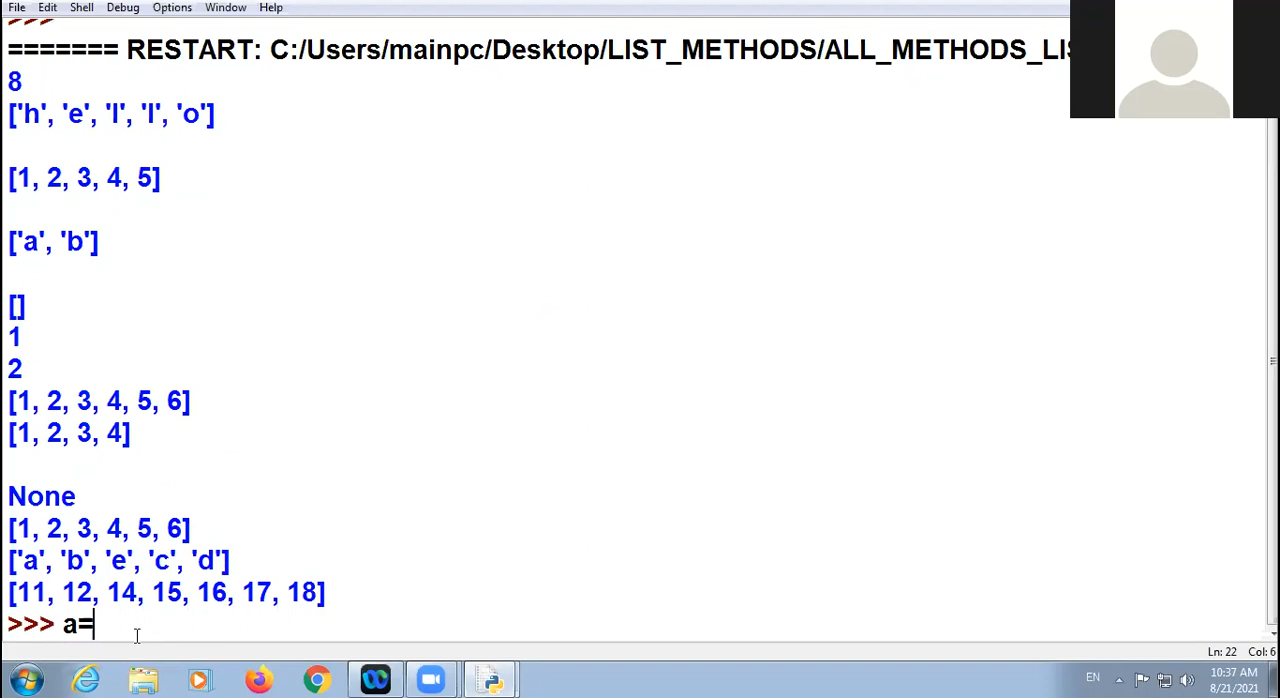 File Edit Shell Debug Options Window Help
>>>
======= RESTART: C:/Users/mainpc/Desktop/LIST_METHODS/ALL_METHODS_LIS
8
['h', 'e', 'l', 'l', 'o']
[1, 2, 3, 4, 5]
['a', 'b']
[]
1
2
[1, 2, 3, 4, 5, 6]
[1, 2, 3, 4]
None
[1, 2, 3, 4, 5, 6]
['a', 'b', 'e', 'c', 'd']
[11, 12, 14, 15, 16, 17, 18]
>>> a=
Ln: 22 Col: 6
EN
10:37 AM
8/21/2021